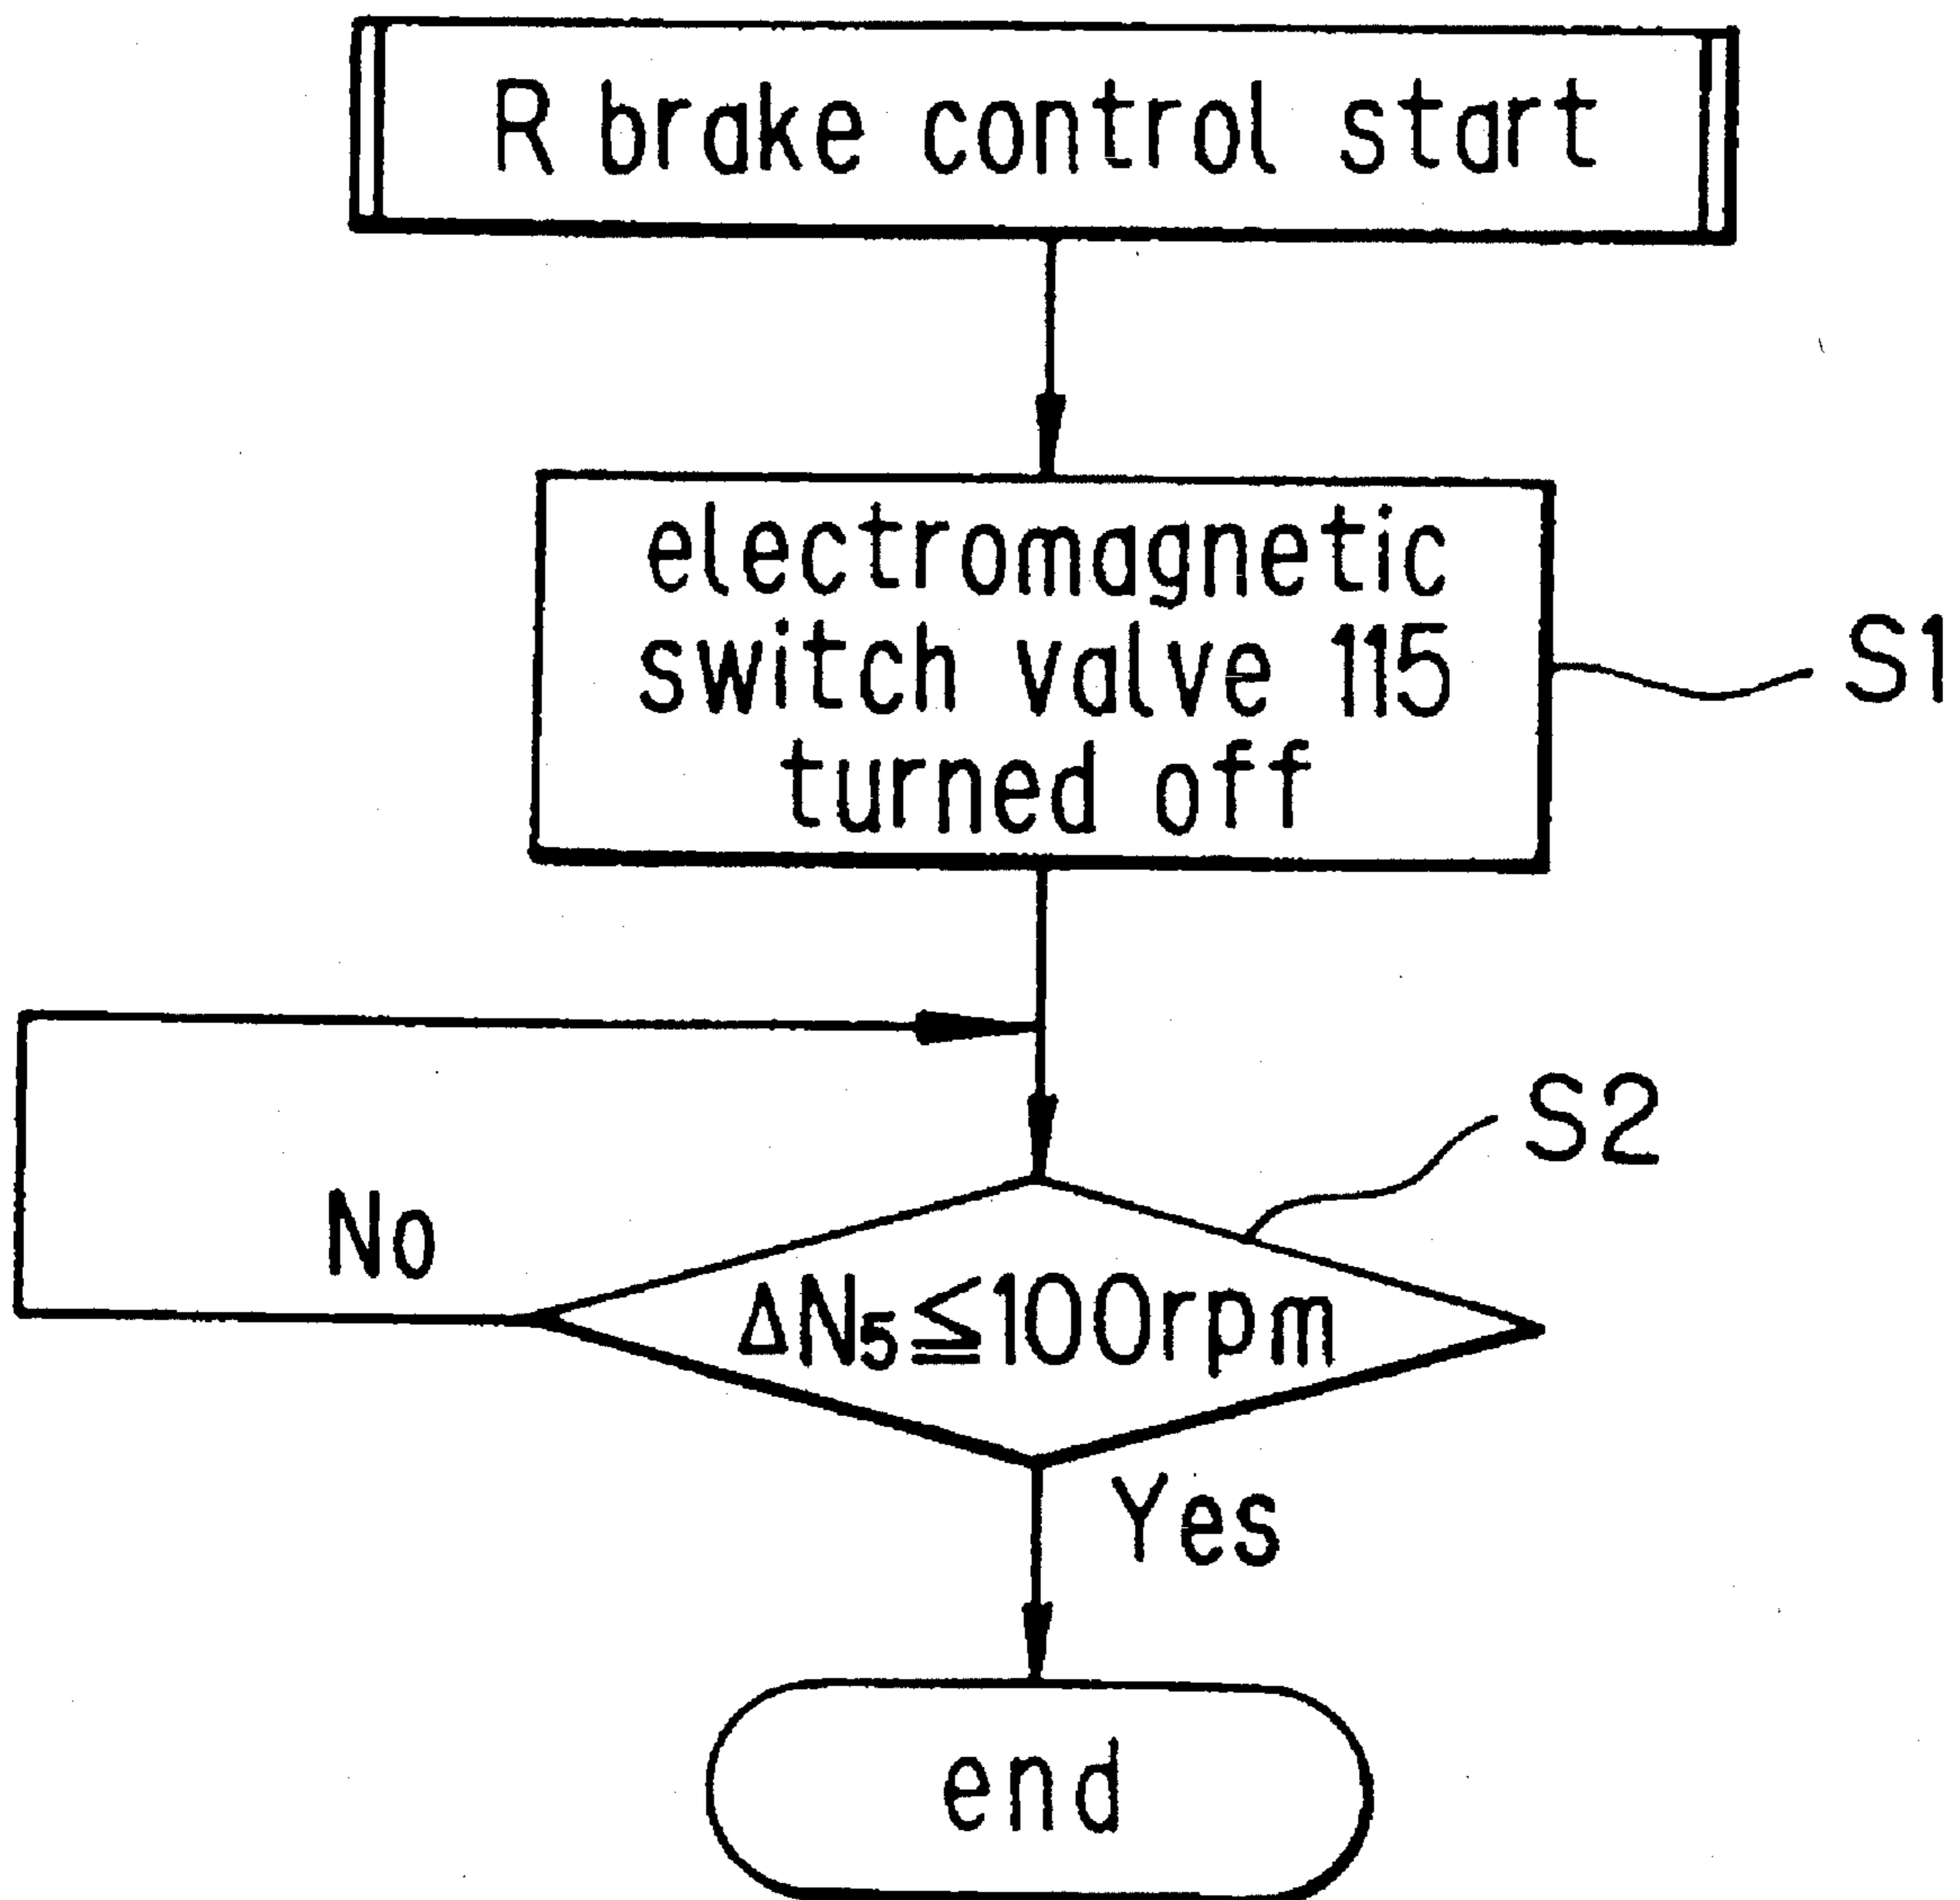 R brake control start
electromagnetic
switch valve 115
turned off
S1
S2
No
ΔN₅≦100rpm
Yes
end